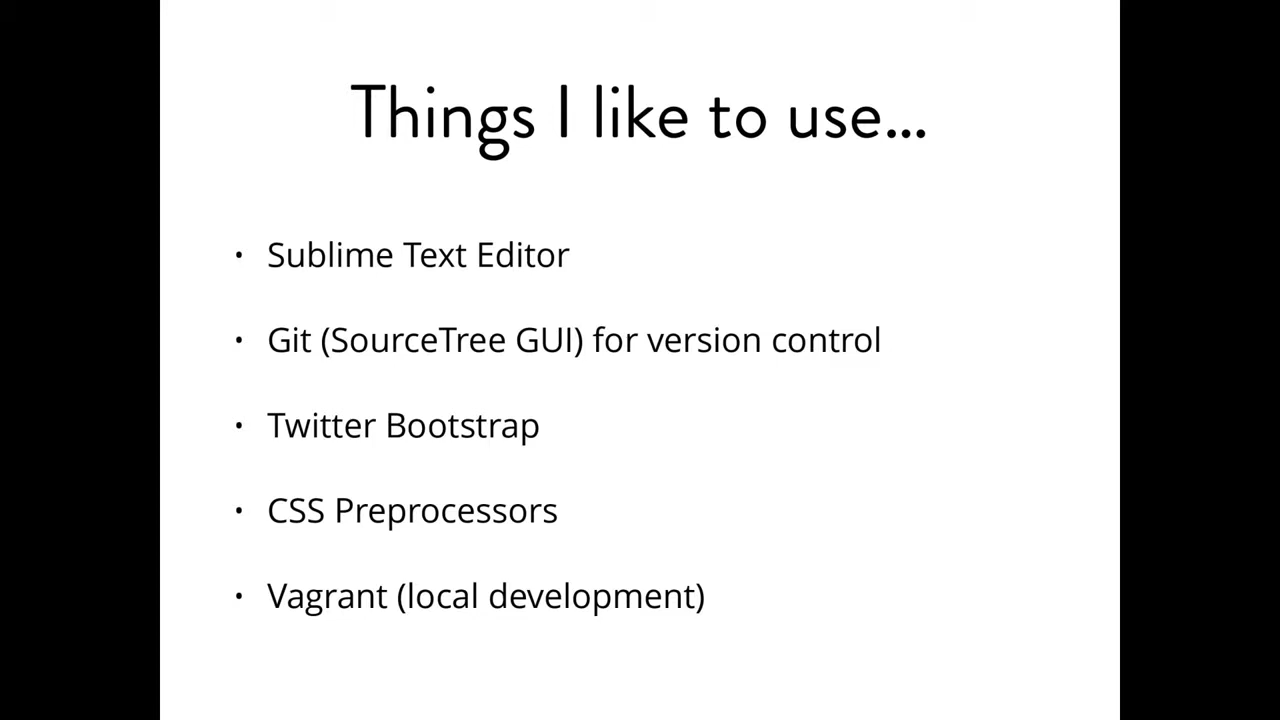 Things I like to use...
• Sublime Text Editor
• Git (SourceTree GUI) for version control
• Twitter Bootstrap
• CSS Preprocessors
• Vagrant (local development)